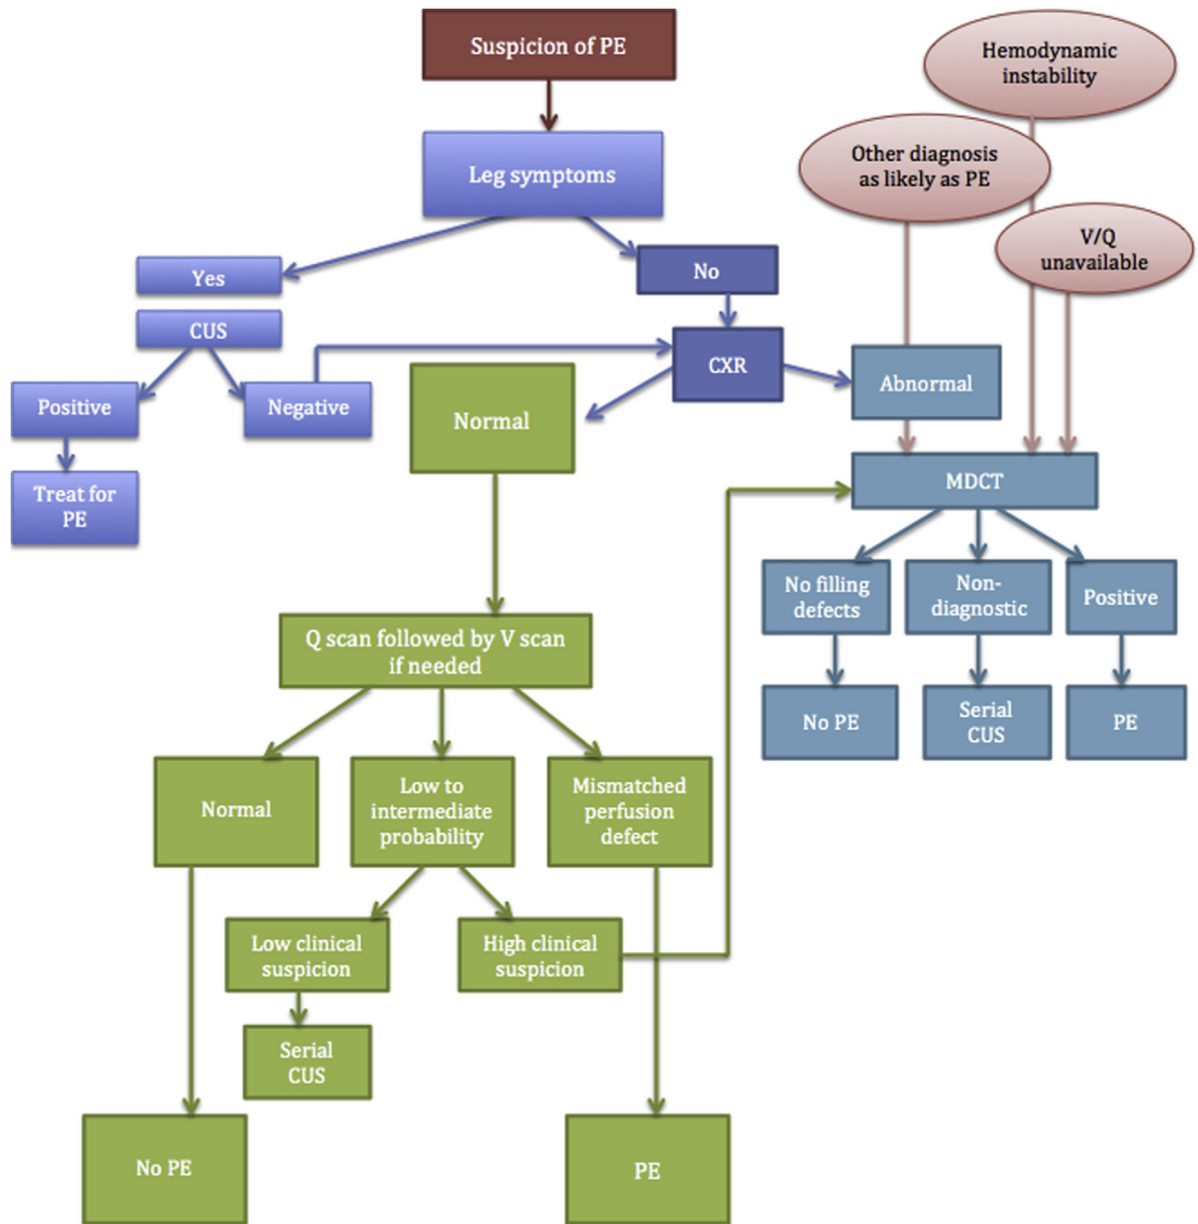 Suspicion of PE
Hemodynamic
instability
Other diagnosis
as likely as PE
Leg symptoms
V/Q
unavailable
Yes
No
CUS
CXR
Abnormal
Positive
Negative
Normal
Treat for
PE
MDCT
No filling
defects
Non-
diagnostic
Positive
Q scan followed by V scan
if needed
No PE
Serial
CUS
PE
Normal
Low to
intermediate
probability
Mismatched
perfusion
defect
Low clinical
suspicion
High clinical
suspicion
Serial
CUS
No PE
PE